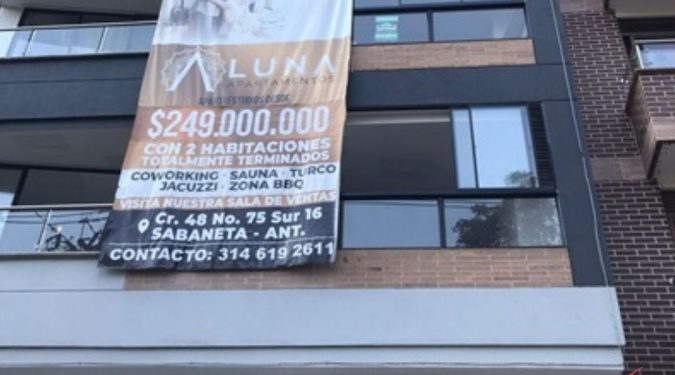 ALUNA
APARTAMENTOS
$249.000.000
CON 2 HABITACIONES
TOTALMENTE TERMINADOS
COWORKING · SAUNA · TURCO
JACUZZI · ZONA BBQ
VISITA NUESTRA SALA DE VENTAS
Cr. 48 No. 75 Sur 16
SABANETA - ANT.
CONTACTO: 314 619 2611